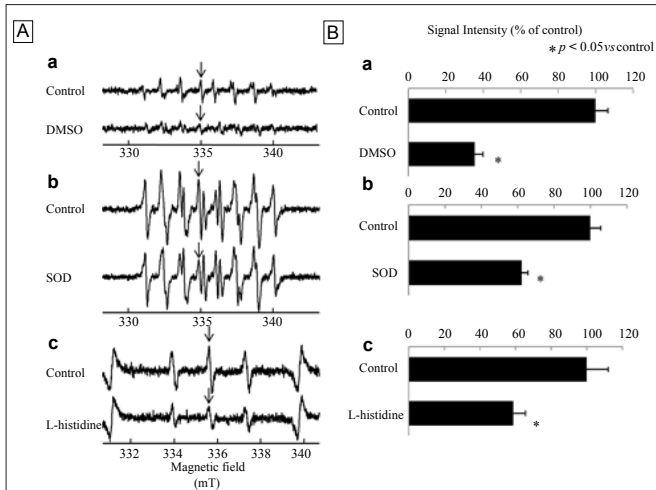 A
a
Control
DMSO
330 335 340
b
Control
SOD
330 335 340
c
Control
L-histidine
332 334 336 338 340
Magnetic field
(mT)
B
Signal Intensity (% of control)
* p < 0.05 vs control
a
0 20 40 60 80 100 120
Control
DMSO
*
b
0 20 40 60 80 100 120
Control
SOD
*
c
0 20 40 60 80 100 120
Control
L-histidine
*